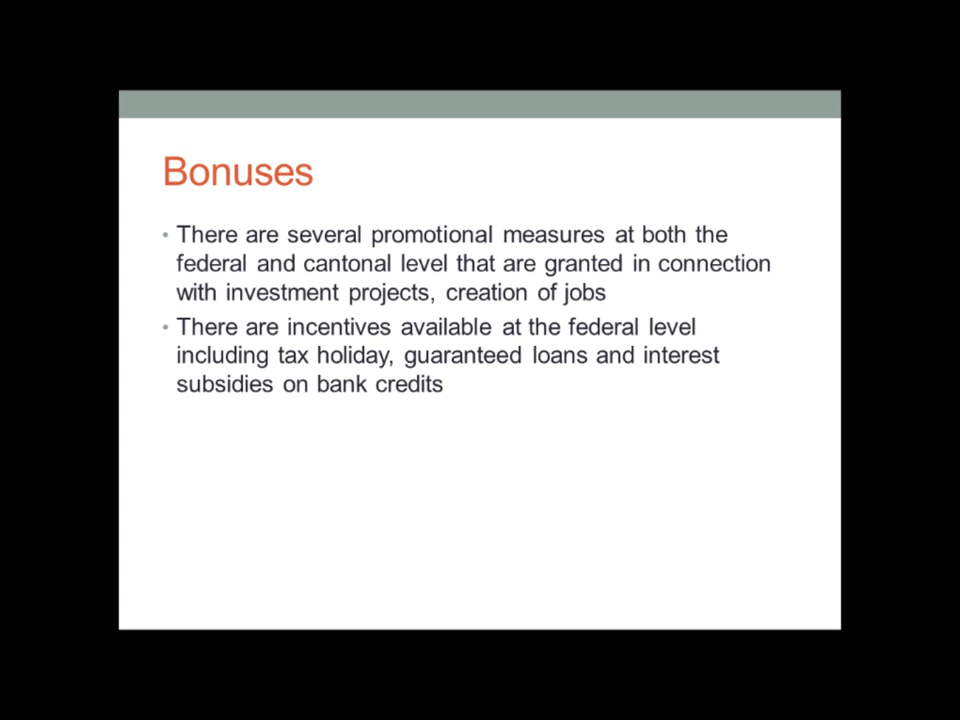 Bonuses
• There are several promotional measures at both the
federal and cantonal level that are granted in connection
with investment projects, creation of jobs
• There are incentives available at the federal level
including tax holiday, guaranteed loans and interest
subsidies on bank credits